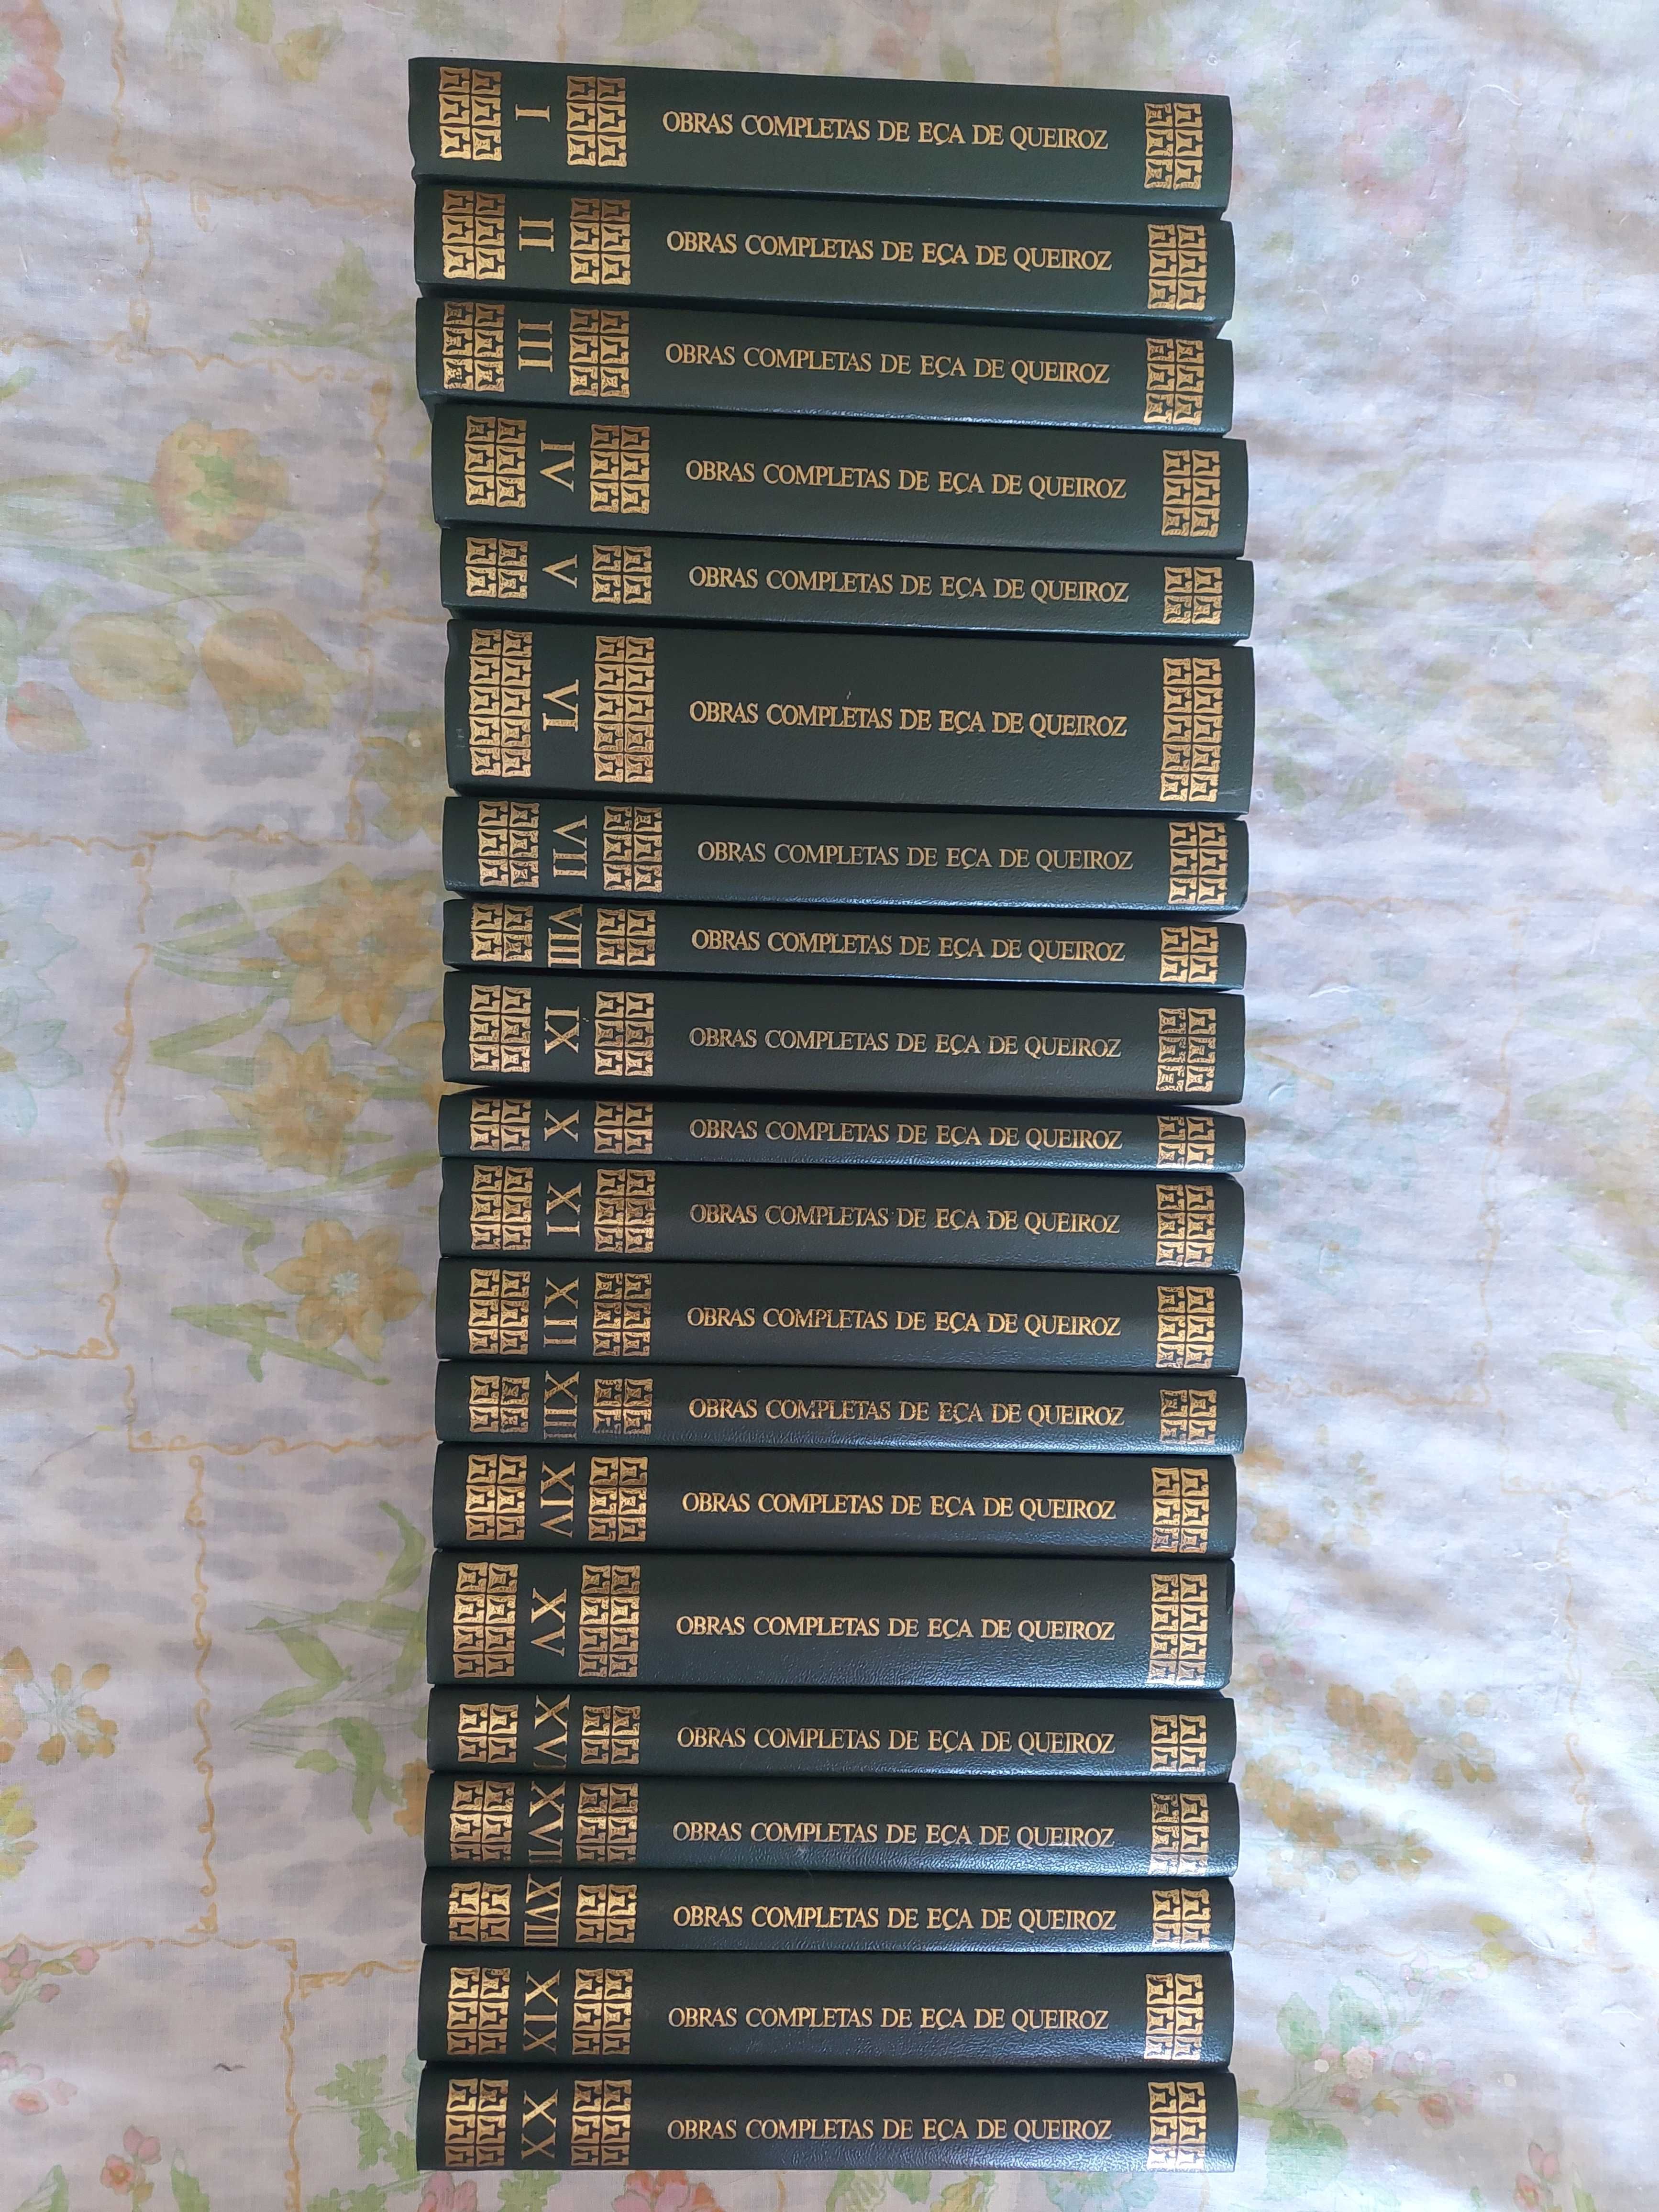 I
OBRAS COMPLETAS DE EÇA DE QUEIROZ
II
OBRAS COMPLETAS DE EÇA DE QUEIROZ
III
OBRAS COMPLETAS DE EÇA DE QUEIROZ
IV
OBRAS COMPLETAS DE EÇA DE QUEIROZ
V
OBRAS COMPLETAS DE EÇA DE QUEIROZ
VI
OBRAS COMPLETAS DE EÇA DE QUEIROZ
VII
OBRAS COMPLETAS DE EÇA DE QUEIROZ
VIII
OBRAS COMPLETAS DE EÇA DE QUEIROZ
IX
OBRAS COMPLETAS DE EÇA DE QUEIROZ
X
OBRAS COMPLETAS DE EÇA DE QUEIROZ
XI
OBRAS COMPLETAS DE EÇA DE QUEIROZ
XII
OBRAS COMPLETAS DE EÇA DE QUEIROZ
XIII
OBRAS COMPLETAS DE EÇA DE QUEIROZ
XIV
OBRAS COMPLETAS DE EÇA DE QUEIROZ
XV
OBRAS COMPLETAS DE EÇA DE QUEIROZ
XVI
OBRAS COMPLETAS DE EÇA DE QUEIROZ
XVII
OBRAS COMPLETAS DE EÇA DE QUEIROZ
XVIII
OBRAS COMPLETAS DE EÇA DE QUEIROZ
XIX
OBRAS COMPLETAS DE EÇA DE QUEIROZ
XX
OBRAS COMPLETAS DE EÇA DE QUEIROZ